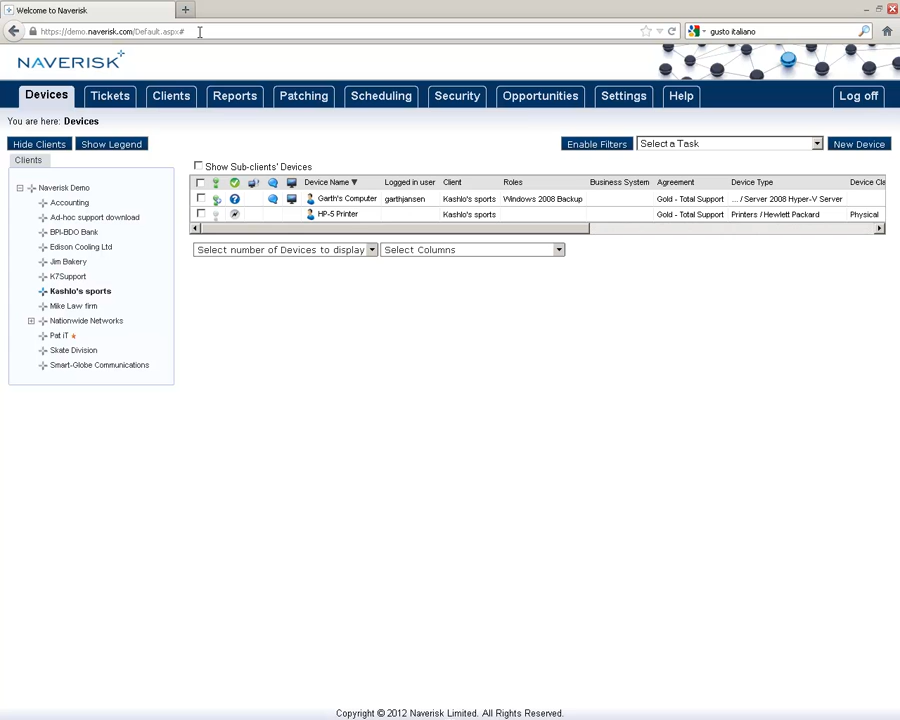 Welcome to Naverisk
https://demo.naverisk.com/Default.aspx#
gusto italiano
NAVERISK
Devices
Tickets
Clients
Reports
Patching
Scheduling
Security
Opportunities
Settings
Help
Log off
You are here: Devices
Hide Clients
Show Legend
Enable Filters
Select a Task
New Device
Clients
Show Sub-clients' Devices
Device Name Logged in user Client Roles Business System Agreement Device Type Device Cla
Garth's Computer garthjansen Kashlo's sports Windows 2008 Backup Gold - Total Support ... / Server 2008 Hyper-V Server
HP-5 Printer Kashlo's sports Gold - Total Support Printers / Hewlett Packard Physical
Select number of Devices to display
Select Columns
Naverisk Demo
Accounting
Ad-hoc support download
BPI-BDO Bank
Edison Cooling Ltd
Jim Bakery
K7Support
Kashlo's sports
Mike Law firm
Nationwide Networks
Pat iT
Skate Division
Smart-Globe Communications
Copyright © 2012 Naverisk Limited. All Rights Reserved.